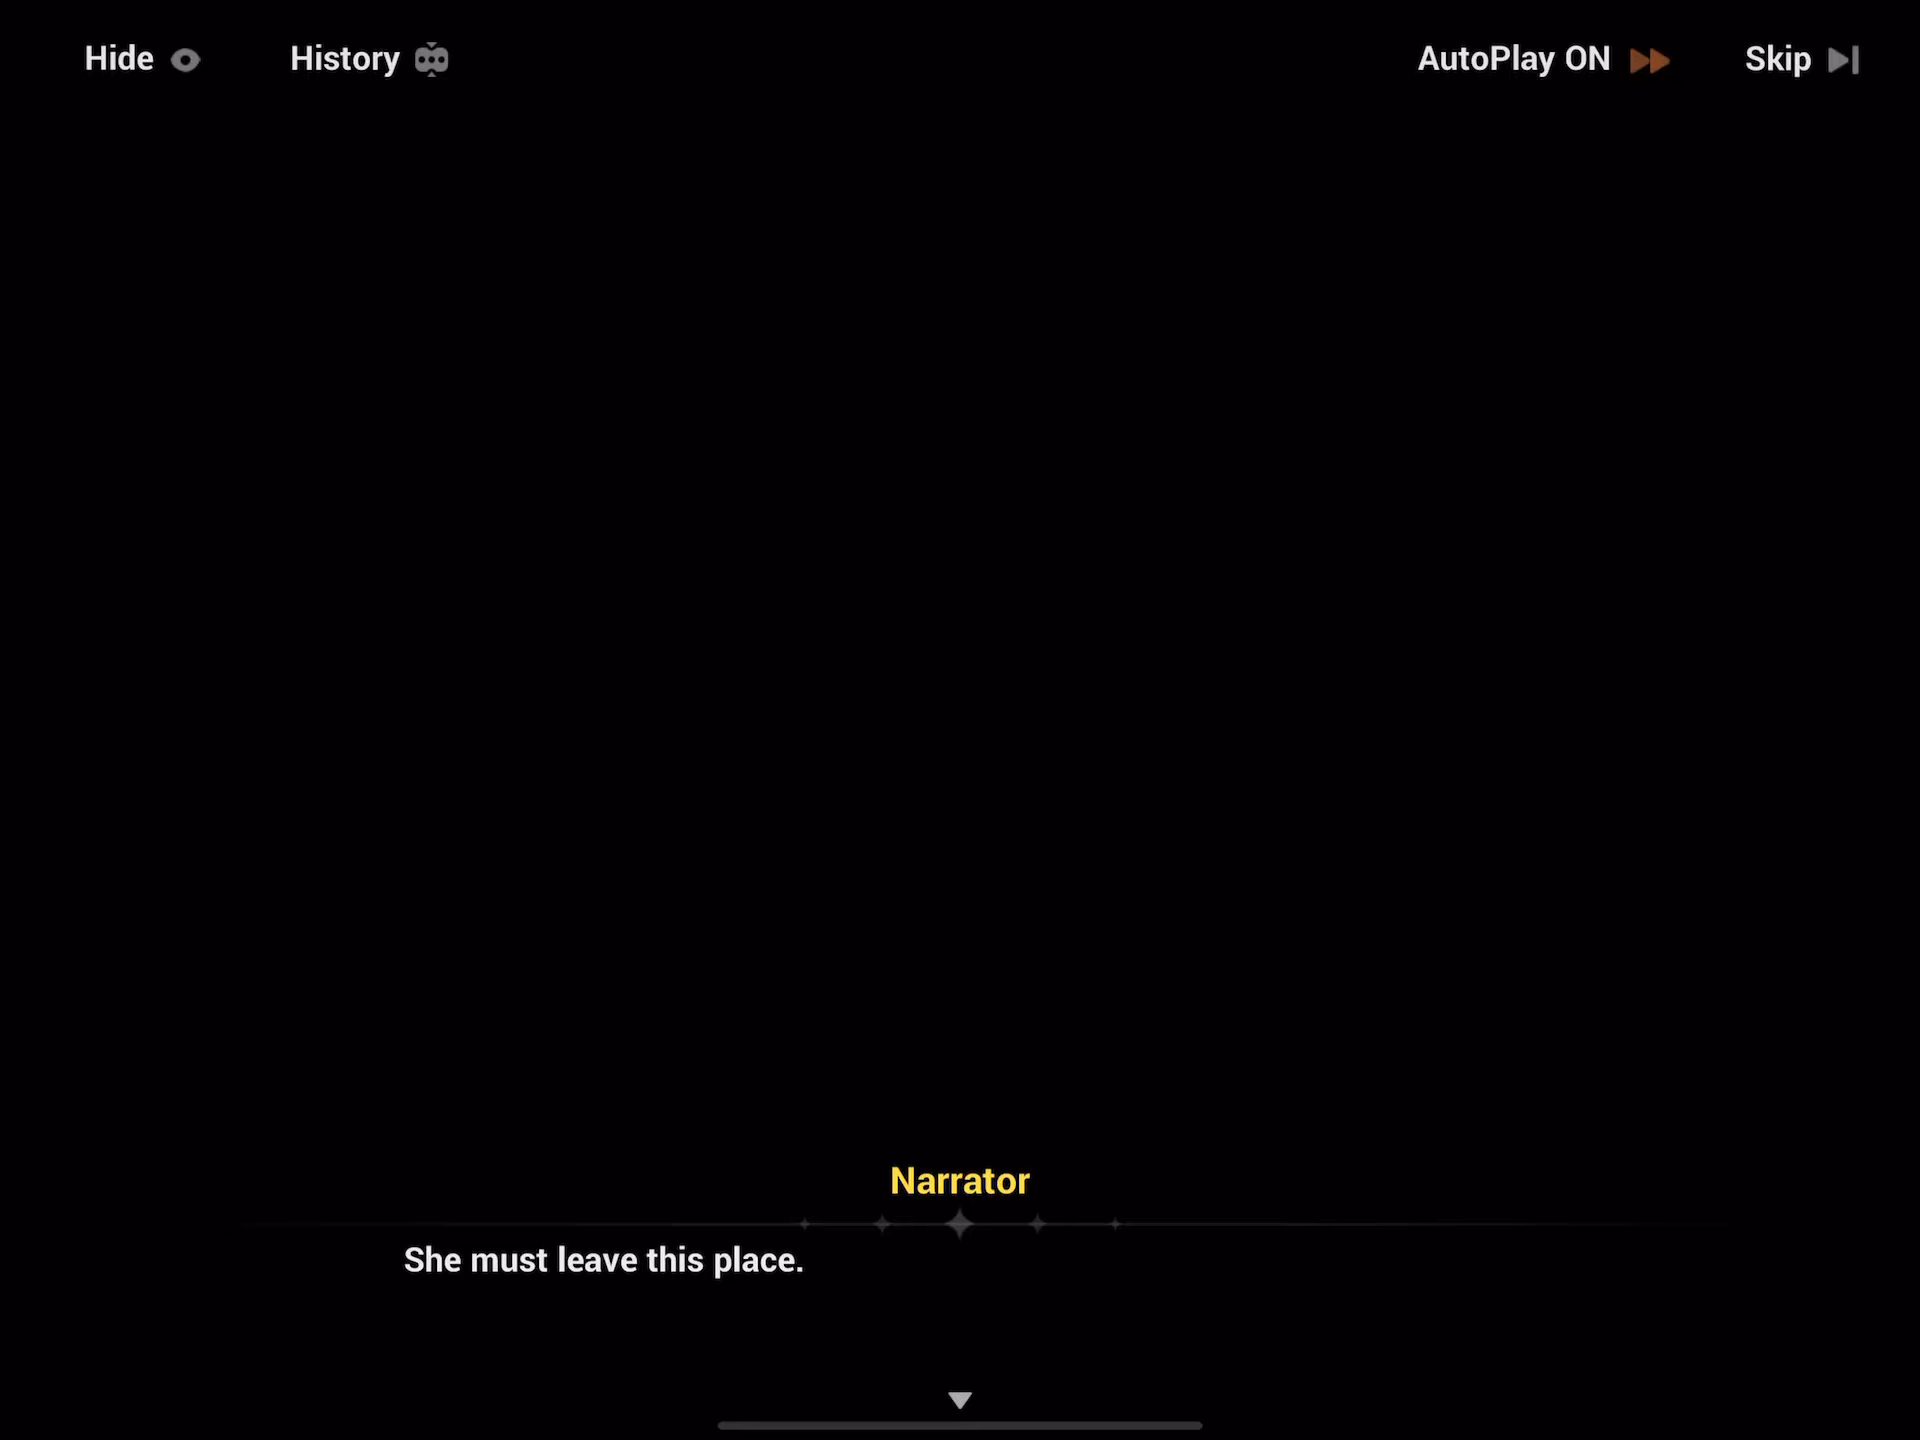 Hide
History
AutoPlay ON
Skip
Narrator
She must leave this place.